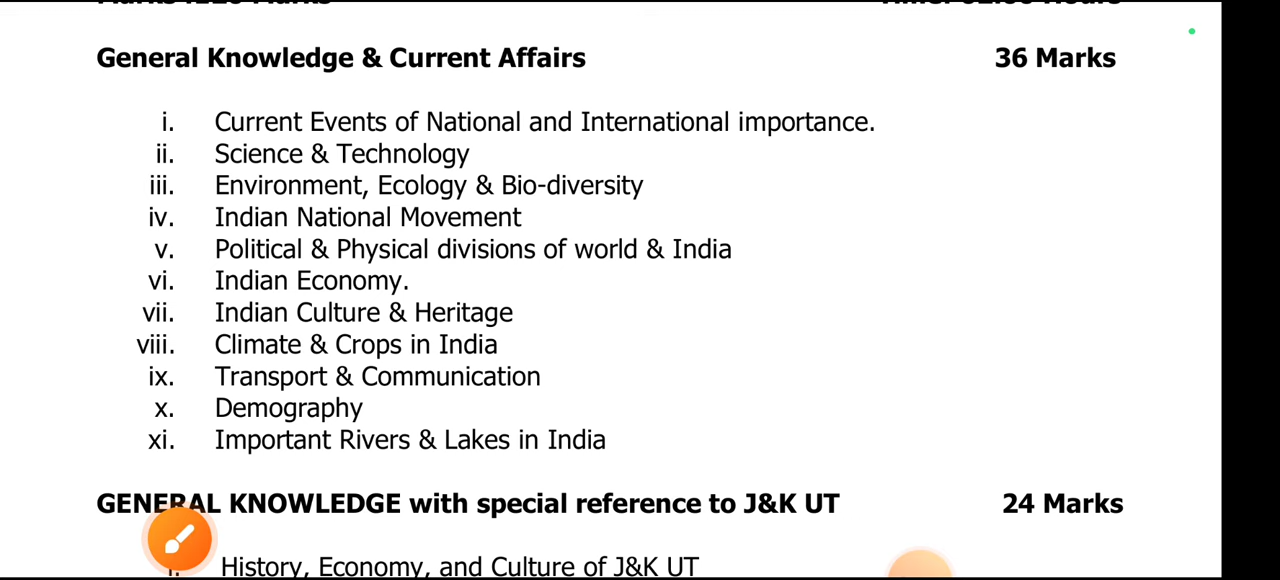 General Knowledge & Current Affairs 36 Marks
i. Current Events of National and International importance.
ii. Science & Technology
iii. Environment, Ecology & Bio-diversity
iv. Indian National Movement
v. Political & Physical divisions of world & India
vi. Indian Economy.
vii. Indian Culture & Heritage
viii. Climate & Crops in India
ix. Transport & Communication
x. Demography
xi. Important Rivers & Lakes in India
GENERAL KNOWLEDGE with special reference to J&K UT 24 Marks
i. History, Economy, and Culture of J&K UT